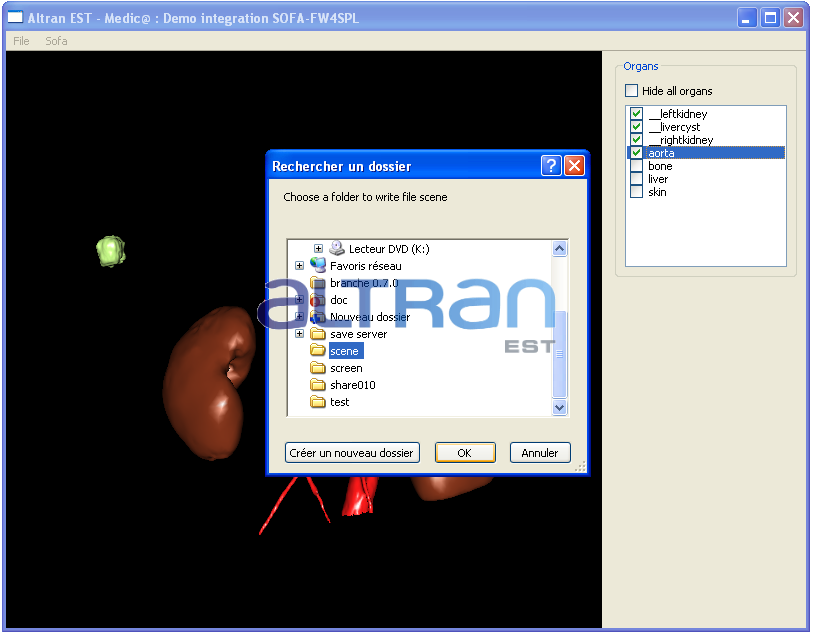 Altran EST - Medic@ : Demo integration SOFA-FW4SPL
File Sofa
Organs
Hide all organs
__leftkidney
__livercyst
__rightkidney
aorta
bone
liver
skin
Rechercher un dossier
Choose a folder to write file scene
Lecteur DVD (K:)
Favoris réseau
branche 0.7.0
doc
Nouveau dossier
save server
scene
screen
share010
test
ALTRAN
EST
Créer un nouveau dossier OK Annuler